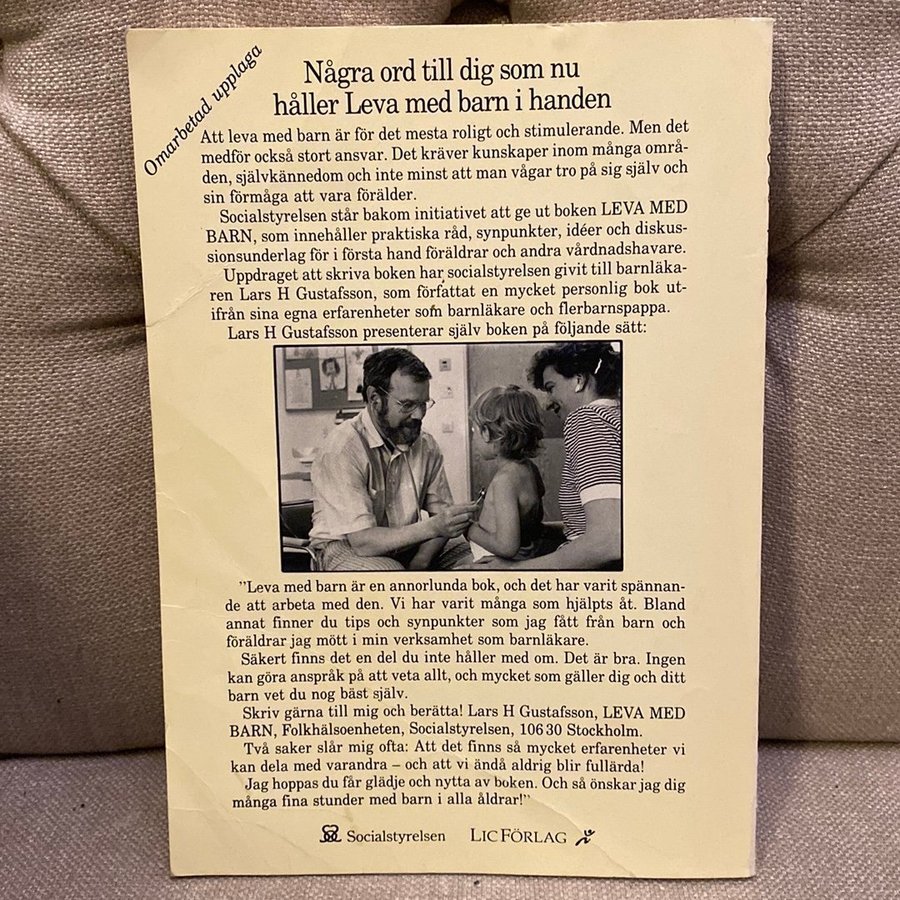 Omarbetad upplaga
Några ord till dig som nu
håller Leva med barn i handen
Att leva med barn är för det mesta roligt och stimulerande. Men det
medför också stort ansvar. Det kräver kunskaper inom många områ-
den, självkännedom och inte minst att man vågar tro på sig själv och
sin förmåga att vara förälder.
Socialstyrelsen står bakom initiativet att ge ut boken LEVA MED
BARN, som innehåller praktiska råd, synpunkter, idéer och diskus-
sionsunderlag för i första hand föräldrar och andra vårdnadshavare.
Uppdraget att skriva boken har socialstyrelsen givit till barnläka-
ren Lars H Gustafsson, som författat en mycket personlig bok ut-
ifrån sina egna erfarenheter som barnläkare och flerbarnspappa.
Lars H Gustafsson presenterar själv boken på följande sätt:
"Leva med barn är en annorlunda bok, och det har varit spännan-
de att arbeta med den. Vi har varit många som hjälpts åt. Bland
annat finner du tips och synpunkter som jag fått från barn och
föräldrar jag mött i min verksamhet som barnläkare.
Säkert finns det en del du inte håller med om. Det är bra. Ingen
kan göra anspråk på att veta allt, och mycket som gäller dig och ditt
barn vet du nog bäst själv.
Skriv gärna till mig och berätta! Lars H Gustafsson, LEVA MED
BARN, Folkhälsoenheten, Socialstyrelsen, 106 30 Stockholm.
Två saker slår mig ofta: Att det finns så mycket erfarenheter vi
kan dela med varandra – och att vi ändå aldrig blir fullärda!
Jag hoppas du får glädje och nytta av boken. Och så önskar jag dig
många fina stunder med barn i alla åldrar!"
Socialstyrelsen LIC FÖRLAG